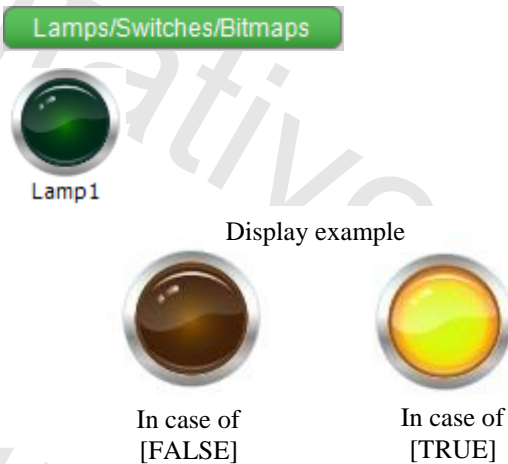 Lamps/Switches/Bitmaps
Lamp1
Display example
In case of
[FALSE]
In case of
[TRUE]